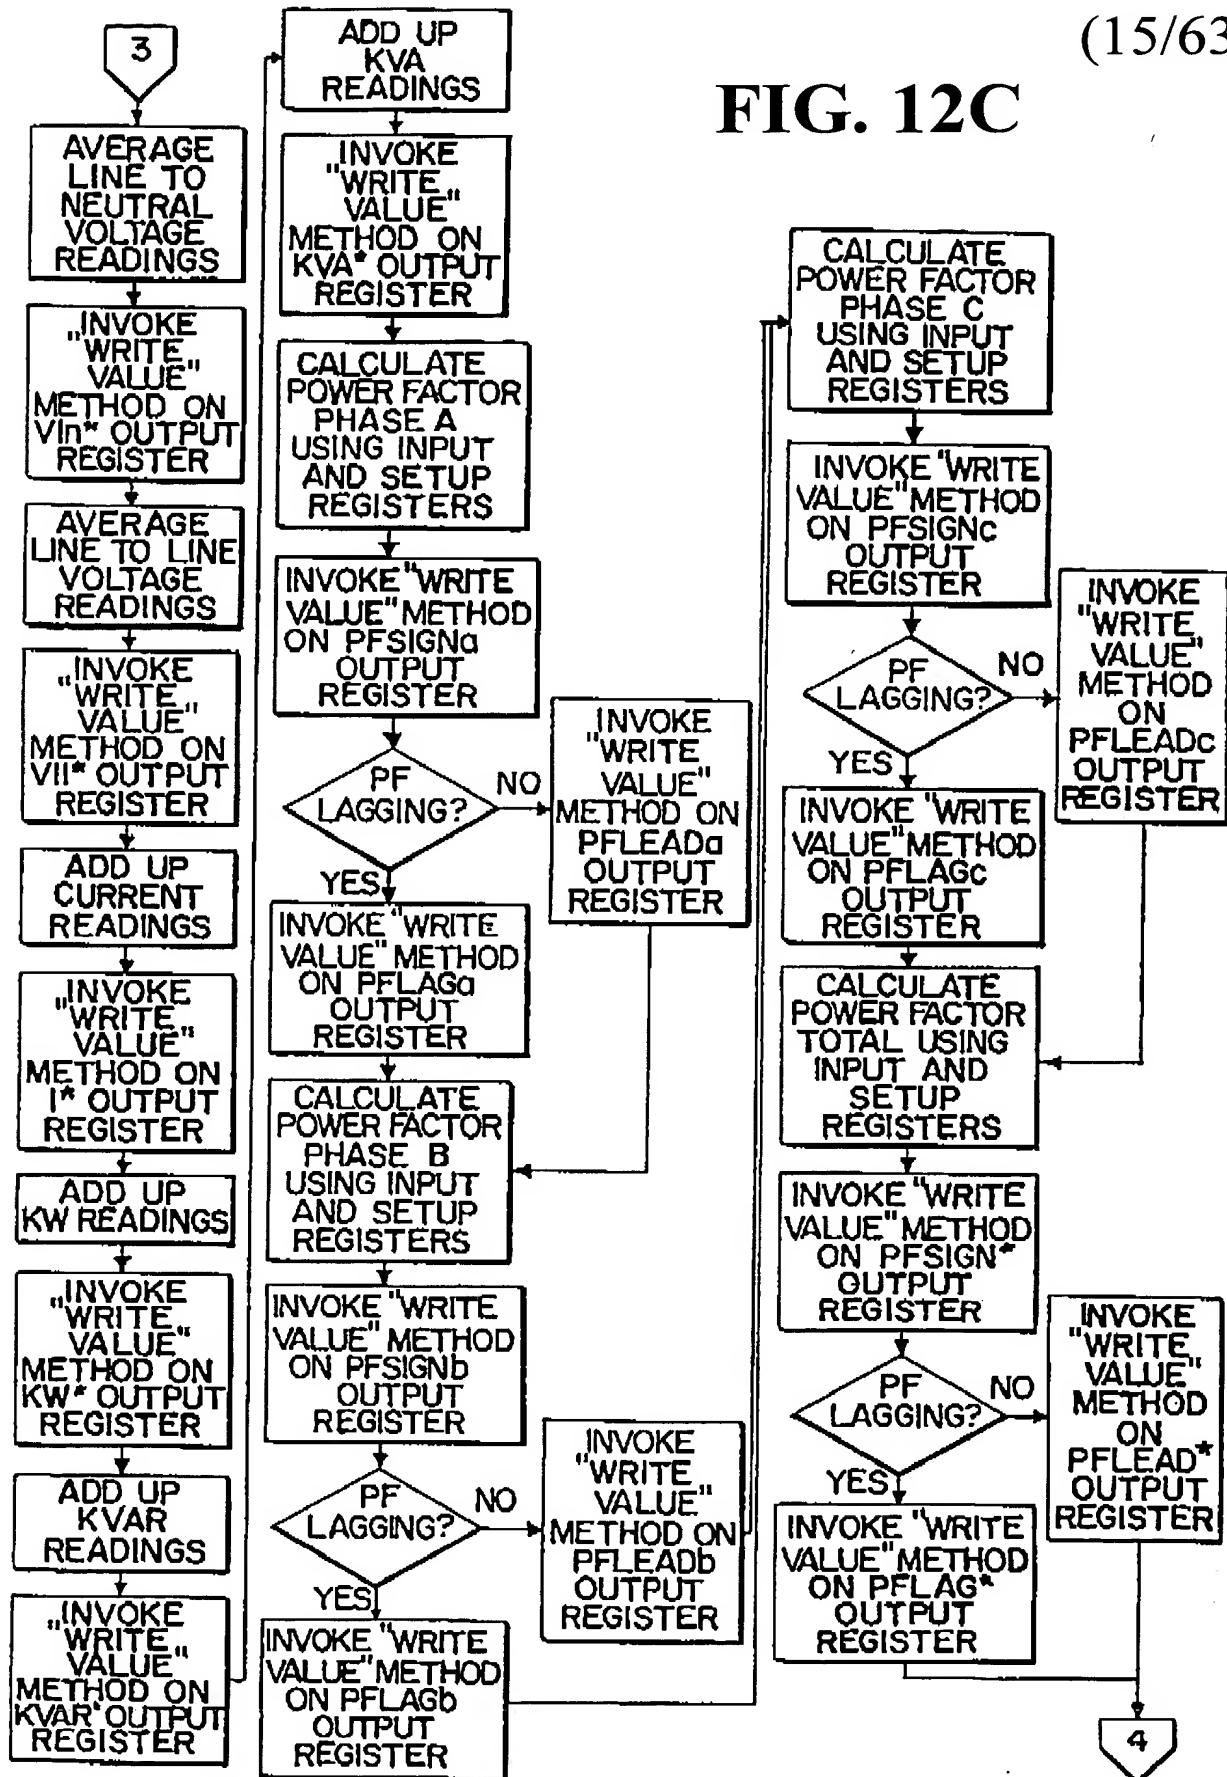 (15/63
FIG. 12C
3
AVERAGE
LINE TO
NEUTRAL
VOLTAGE
READINGS
"INVOKE
"WRITE
VALUE"
METHOD ON
Vln* OUTPUT
REGISTER
AVERAGE
LINE TO LINE
VOLTAGE
READINGS
"INVOKE
"WRITE
VALUE"
METHOD ON
Vll* OUTPUT
REGISTER
ADD UP
CURRENT
READINGS
"INVOKE
"WRITE
VALUE"
METHOD ON
I* OUTPUT
REGISTER
ADD UP
KW READINGS
"INVOKE
"WRITE
VALUE"
METHOD ON
KW* OUTPUT
REGISTER
ADD UP
KVAR
READINGS
"INVOKE
"WRITE
VALUE"
METHOD ON
KVAR* OUTPUT
REGISTER
ADD UP
KVA
READINGS
"INVOKE
"WRITE
VALUE"
METHOD ON
KVA* OUTPUT
REGISTER
CALCULATE
POWER FACTOR
PHASE A
USING INPUT
AND SETUP
REGISTERS
INVOKE "WRITE
VALUE" METHOD
ON PFSIGNa
OUTPUT
REGISTER
PF
LAGGING?
NO
YES
INVOKE
"WRITE
VALUE"
METHOD ON
PFLEADa
OUTPUT
REGISTER
INVOKE "WRITE
VALUE" METHOD
ON PFLAGa
OUTPUT
REGISTER
CALCULATE
POWER FACTOR
PHASE B
USING INPUT
AND SETUP
REGISTERS
INVOKE "WRITE
VALUE" METHOD
ON PFSIGNb
OUTPUT
REGISTER
PF
LAGGING?
NO
YES
INVOKE
"WRITE
VALUE"
METHOD ON
PFLEADb
OUTPUT
REGISTER
INVOKE "WRITE
VALUE" METHOD
ON PFLAGb
OUTPUT
REGISTER
CALCULATE
POWER FACTOR
PHASE C
USING INPUT
AND SETUP
REGISTERS
INVOKE "WRITE
VALUE" METHOD
ON PFSIGNc
OUTPUT
REGISTER
PF
LAGGING?
NO
YES
INVOKE
"WRITE
VALUE"
METHOD
ON
PFLEADc
OUTPUT
REGISTER
INVOKE "WRITE
VALUE" METHOD
ON PFLAGc
OUTPUT
REGISTER
CALCULATE
POWER FACTOR
TOTAL USING
INPUT AND
SETUP
REGISTERS
INVOKE "WRITE
VALUE" METHOD
ON PFSIGN*
OUTPUT
REGISTER
PF
LAGGING?
NO
YES
INVOKE
"WRITE
VALUE"
METHOD
ON
PFLEAD*
OUTPUT
REGISTER
INVOKE "WRITE
VALUE" METHOD
ON PFLAG*
OUTPUT
REGISTER
4